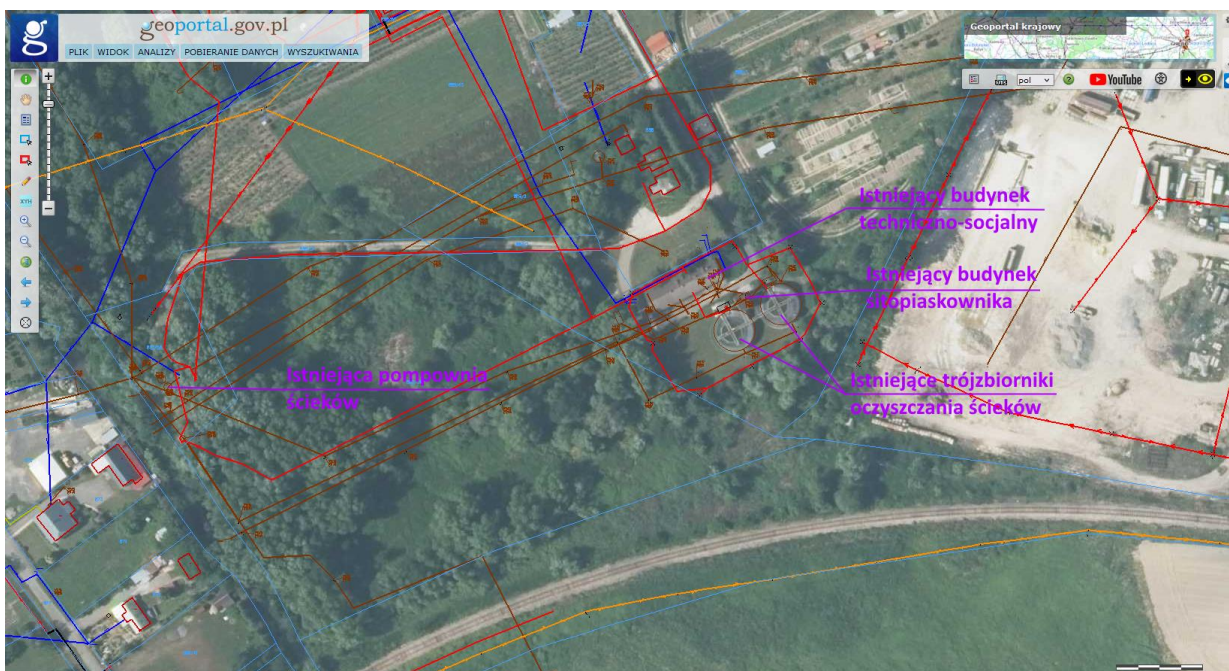 geoportal.gov.pl
PLIK WIDOK ANALIZY POBIERANIE DANYCH WYSZUKIWANIA
Geoportal krajowy
pol
YouTube
XYH
Istniejący budynek
techniczno-socjalny
Istniejący budynek
sitopiaskownika
Istniejąca pompownia
ścieków
Istniejące trójzbiorniki
oczyszczania ścieków